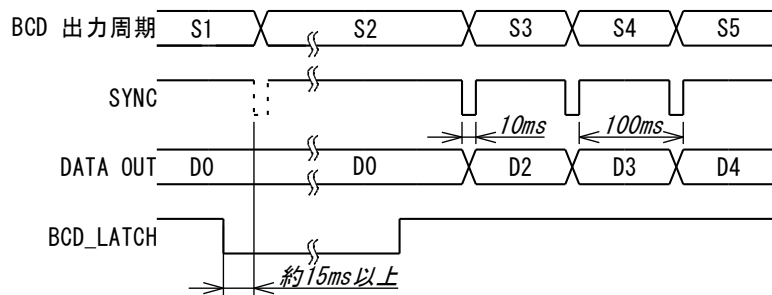 BCD 出力周期 S1 S2 S3 S4 S5
SYNC
10ms 100ms
DATA OUT D0 D0 D2 D3 D4
BCD_LATCH
約15ms以上